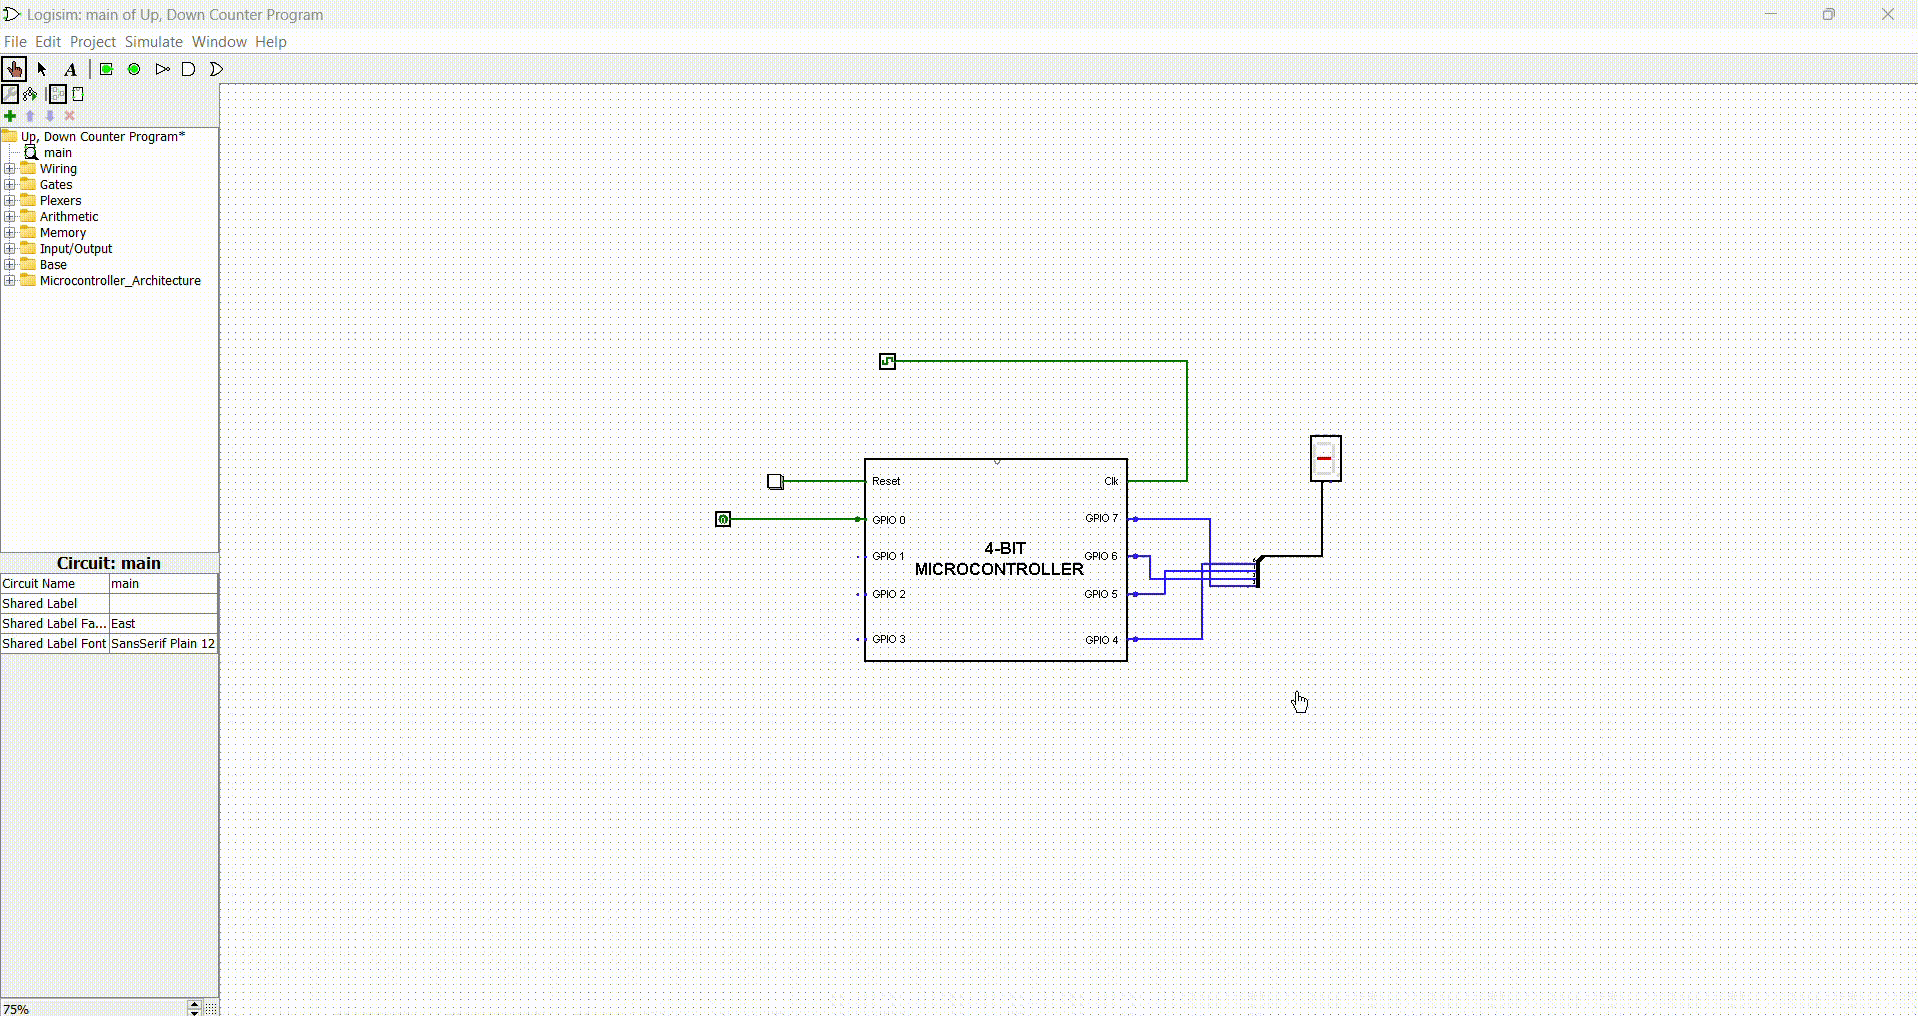 Logisim: main of Up, Down Counter Program
File Edit Project Simulate Window Help
A
Up, Down Counter Program*
main
Wiring
Gates
Plexers
Arithmetic
Memory
Input/Output
Base
Microcontroller_Architecture
Circuit: main
Circuit Name main
Shared Label
Shared Label Fa... East
Shared Label Font SansSerif Plain 12
75%
Reset Clk
GPIO 0 GPIO 7
4-BIT
MICROCONTROLLER
GPIO 1 GPIO 6
GPIO 2 GPIO 5
GPIO 3 GPIO 4